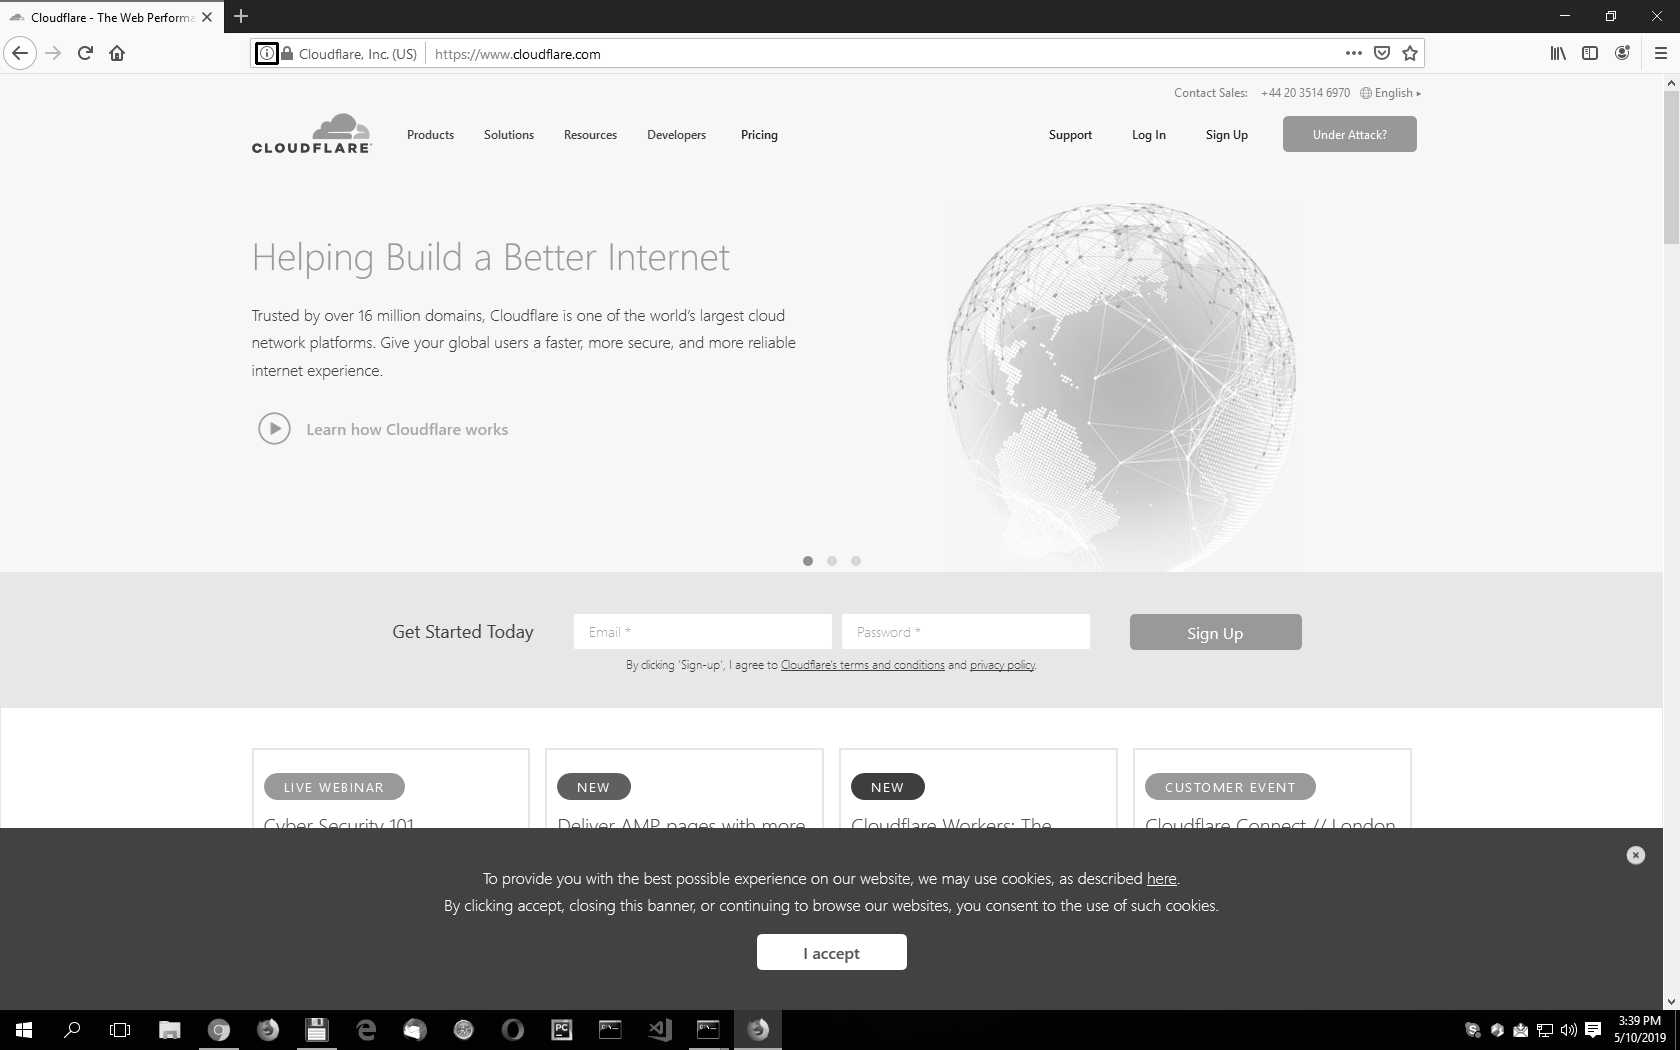 Cloudflare - The Web Performa
Cloudflare, Inc. (US)
https://www.cloudflare.com
Contact Sales: +44 20 3514 6970 English
CLOUDFLARE
Products Solutions Resources Developers Pricing Support Log In Sign Up Under Attack?
Helping Build a Better Internet
Trusted by over 16 million domains, Cloudflare is one of the world's largest cloud
network platforms. Give your global users a faster, more secure, and more reliable
internet experience.
Learn how Cloudflare works
Get Started Today Email * Password * Sign Up
By clicking 'Sign-up', I agree to Cloudflare's terms and conditions and privacy policy.
LIVE WEBINAR
Cyber Security 101
NEW
Deliver AMP pages with more
NEW
Cloudflare Workers: The
CUSTOMER EVENT
Cloudflare Connect // London
To provide you with the best possible experience on our website, we may use cookies, as described here.
By clicking accept, closing this banner, or continuing to browse our websites, you consent to the use of such cookies.
I accept
PC
3:39 PM
5/10/2019